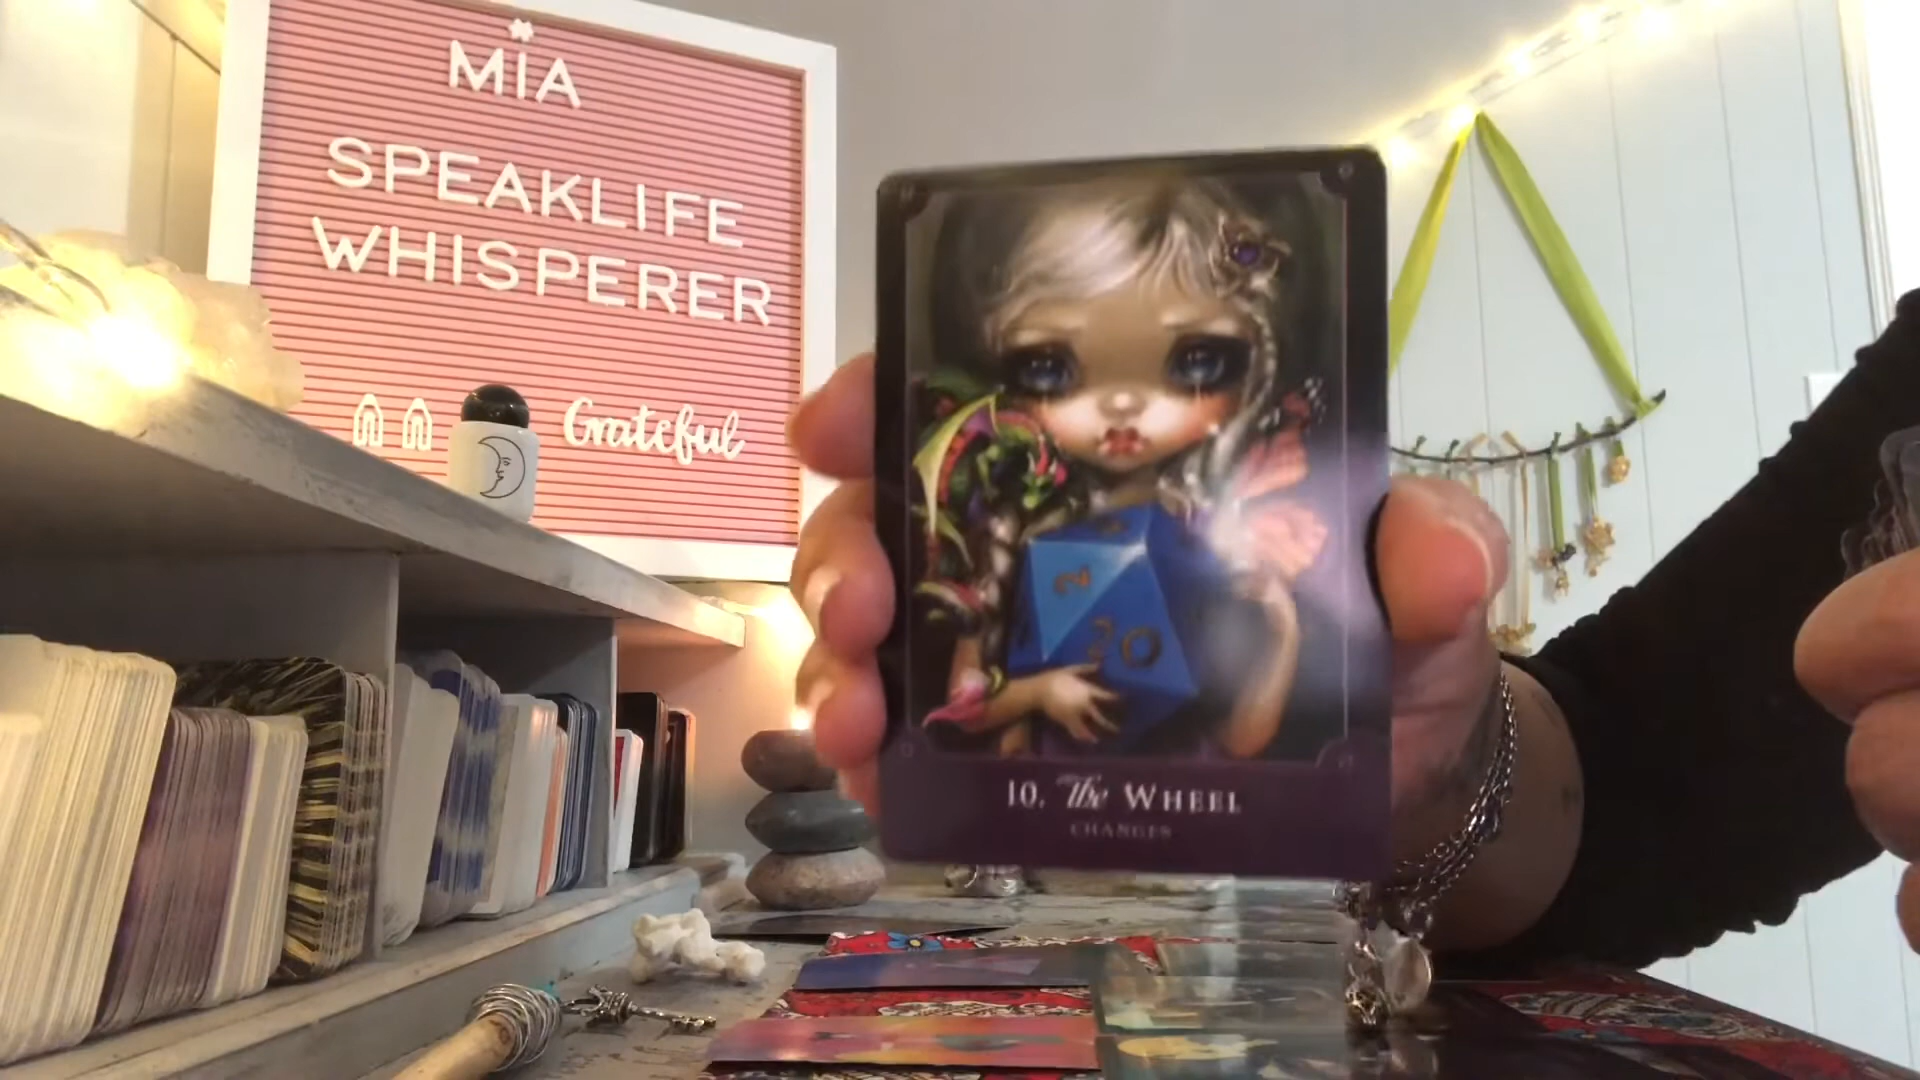 MIA
SPEAKLIFE
WHISPERER
Grateful
20
10. The WHEEL
CHANGES